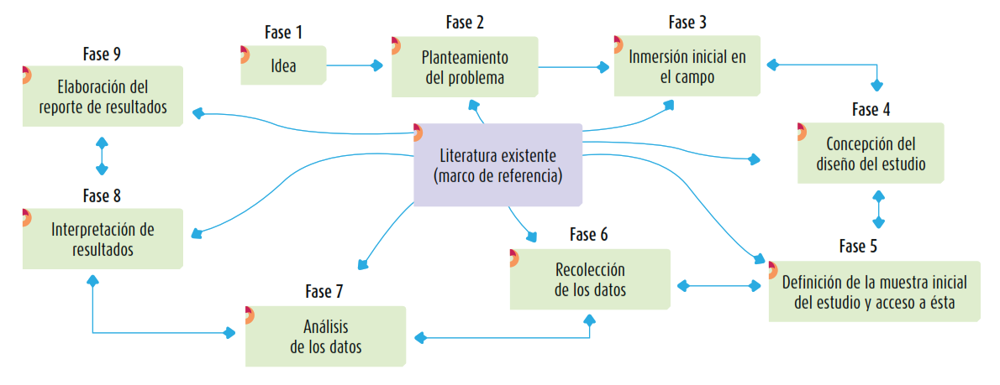 Fase 1
Idea
Fase 2
Planteamiento
del problema
Fase 3
Inmersión inicial en
el campo
Fase 4
Concepción del
diseño del estudio
Fase 5
Definición de la muestra inicial
del estudio y acceso a ésta
Fase 6
Recolección
de los datos
Fase 7
Análisis
de los datos
Fase 8
Interpretación de
resultados
Fase 9
Elaboración del
reporte de resultados
Literatura existente
(marco de referencia)